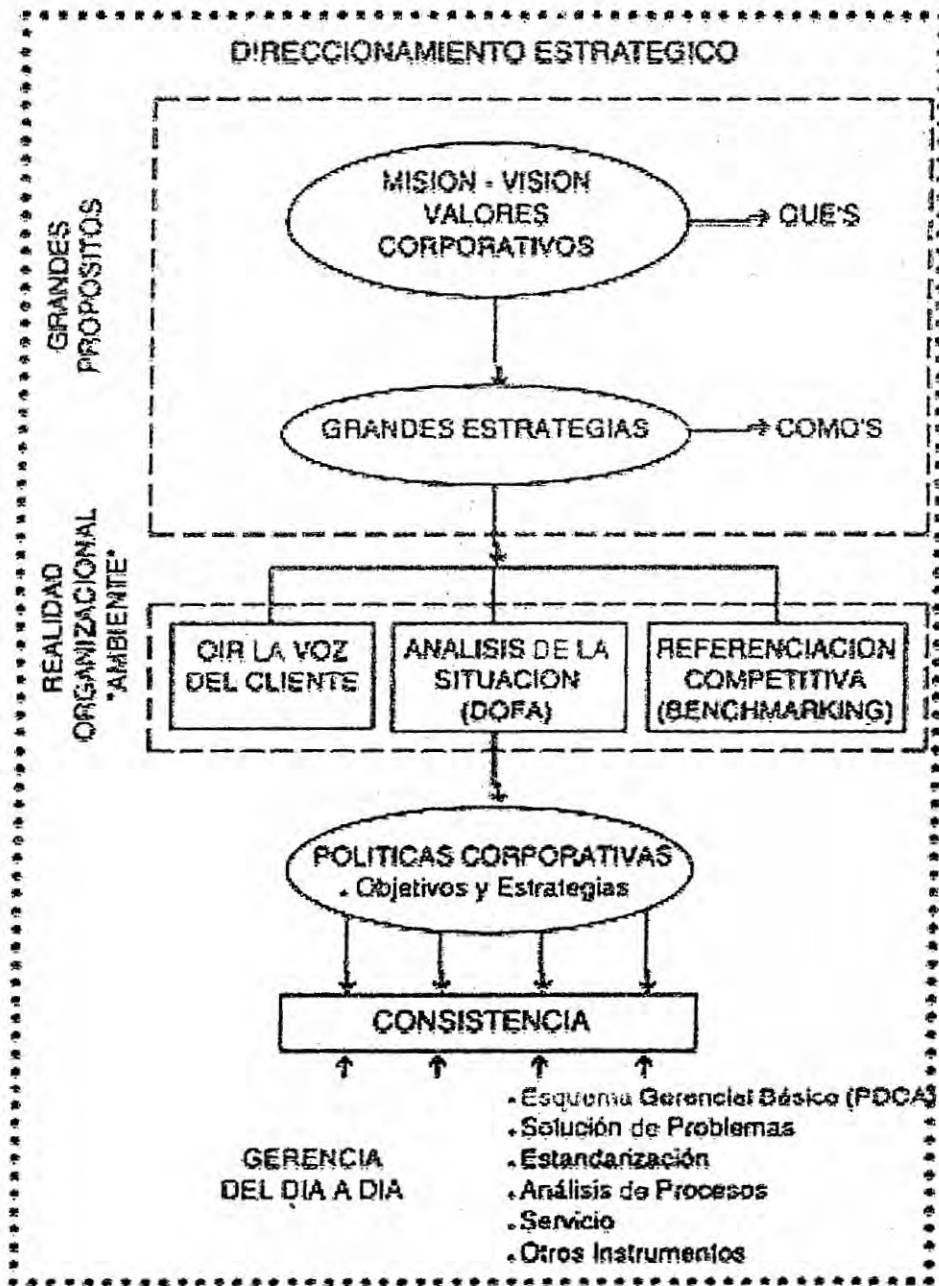 DIRECCIONAMIENTO ESTRATEGICO
GRANDES
PROPOSITOS
MISION - VISION
VALORES
CORPORATIVOS
QUE'S
GRANDES ESTRATEGIAS
COMO'S
REALIDAD
ORGANIZACIONAL
"AMBIENTE"
OIR LA VOZ
DEL CLIENTE
ANALISIS DE LA
SITUACION
(DOFA)
REFERENCIACION
COMPETITIVA
(BENCHMARKING)
POLITICAS CORPORATIVAS
. Objetivos y Estrategias
CONSISTENCIA
GERENCIA
DEL DIA A DIA
. Esquema Gerencial Básico (PDCA)
. Solución de Problemas
. Estandarización
. Análisis de Procesos
. Servicio
. Otros Instrumentos